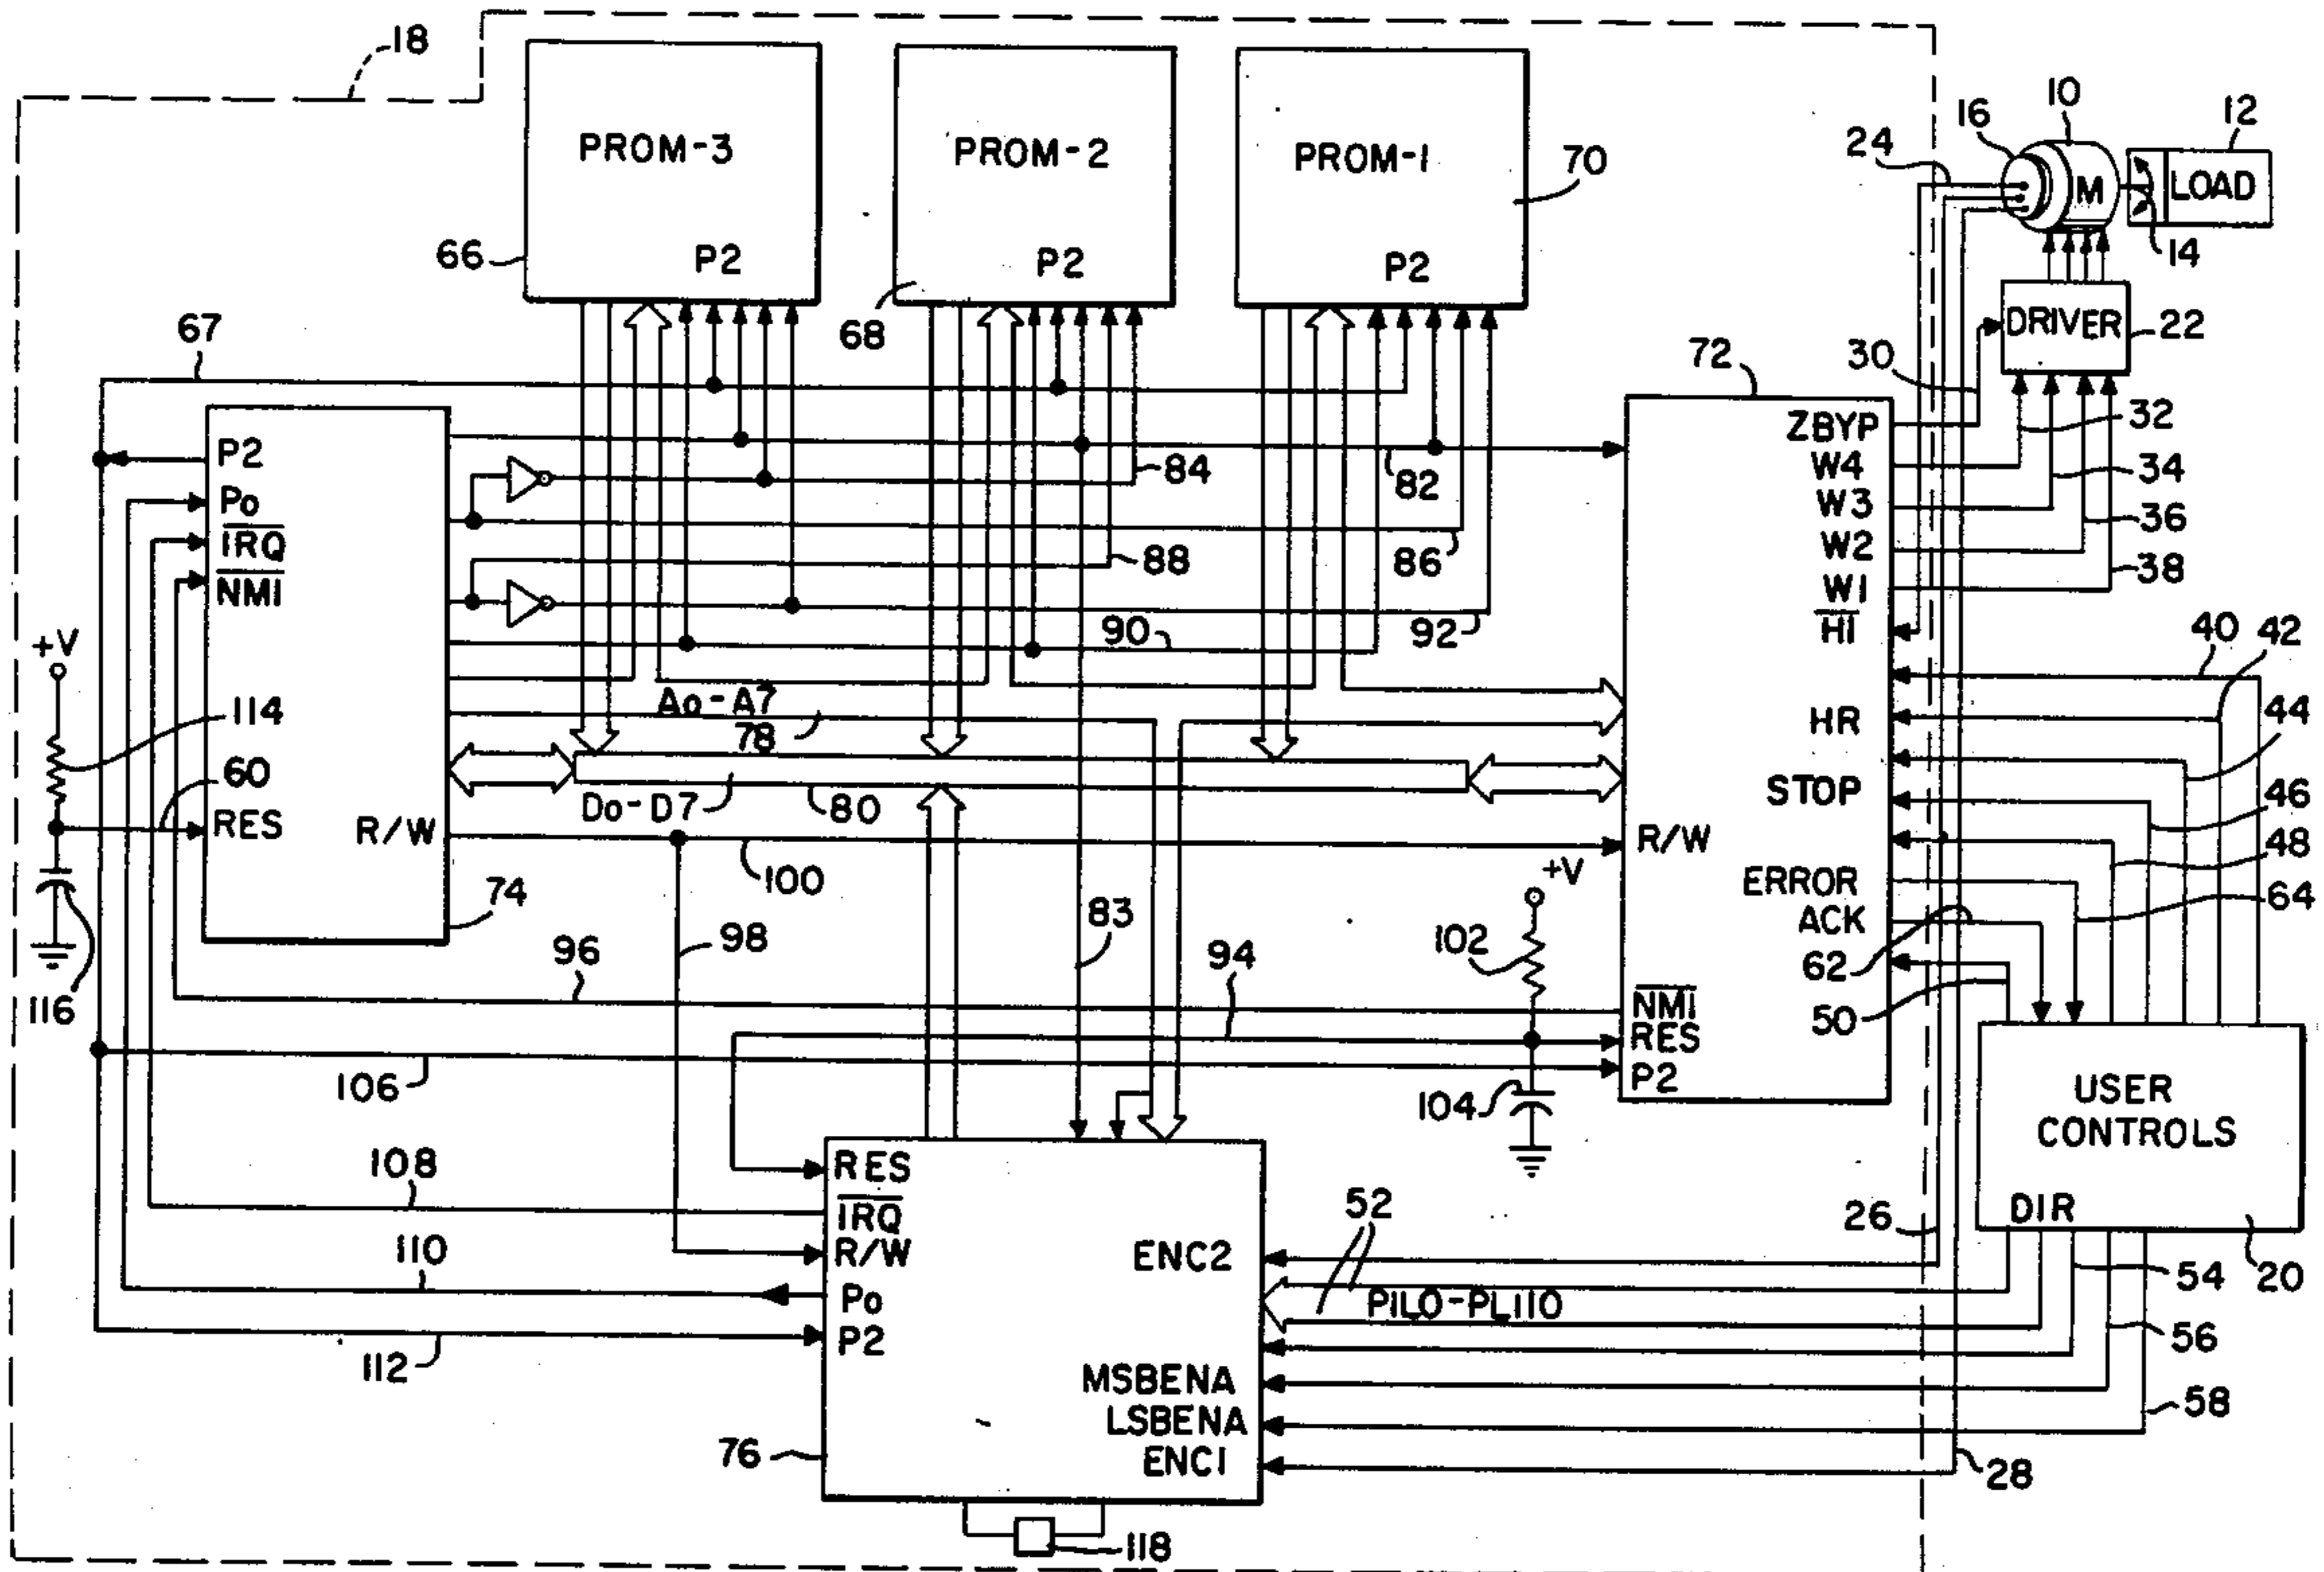 18
PROM-3
P2
66
PROM-2
P2
68
PROM-1
P2
70
10
16
12
24
M
LOAD
14
DRIVER
22
30
67
72
32
34
36
38
P2
Po
IRQ
NMI
RES
R/W
74
84
82
86
88
90
92
ZBYP
W4
W3
W2
W1
HI
HR
STOP
R/W
ERROR
ACK
NMI
RES
P2
40
42
44
46
48
64
62
50
+V
114
60
116
Ao-A7
78
Do-D7
80
100
98
83
96
94
+V
102
104
106
108
110
112
USER
CONTROLS
DIR
20
RES
IRQ
R/W
Po
P2
ENC2
MSBENA
LSBENA
ENC1
76
52
PILO-PL110
26
54
56
58
28
118